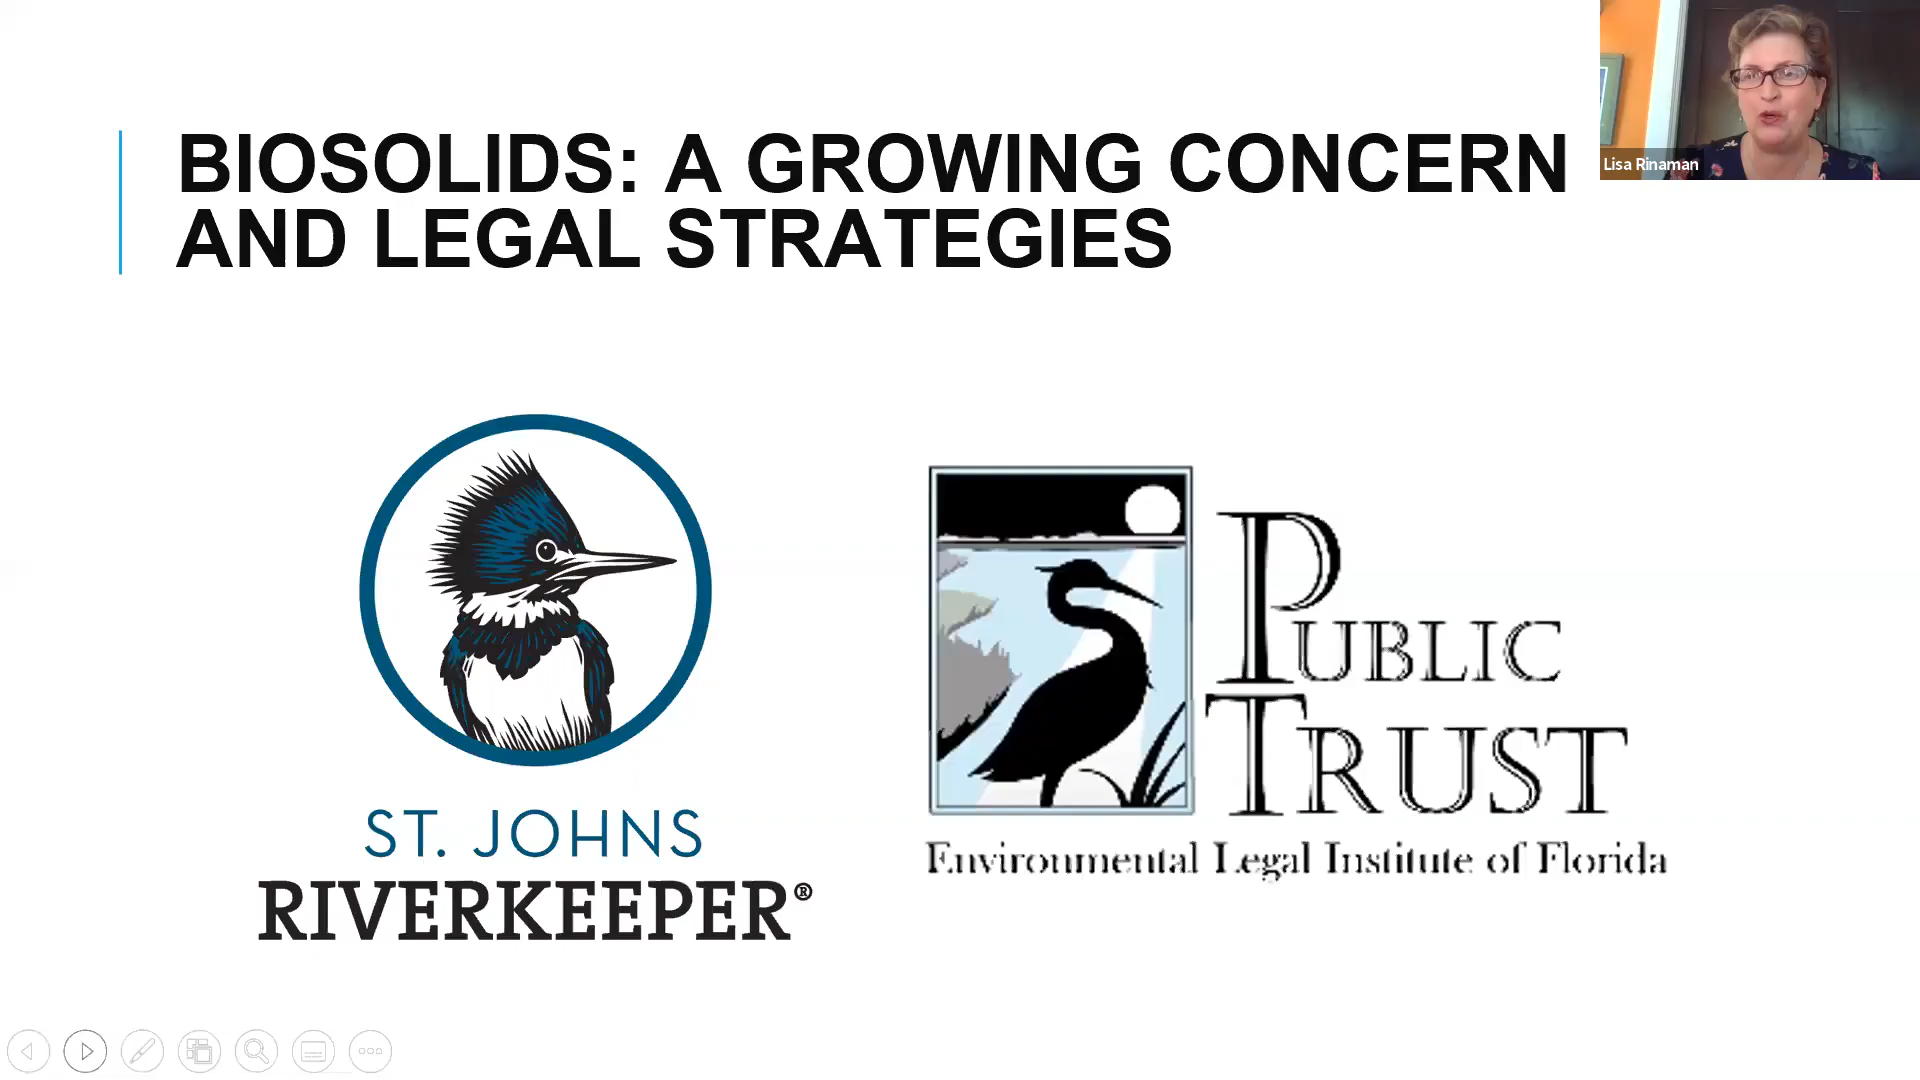 BIOSOLIDS: A GROWING CONCERN
AND LEGAL STRATEGIES
Lisa Rinaman
ST. JOHNS
RIVERKEEPER®
PUBLIC
TRUST
Environmental Legal Institute of Florida